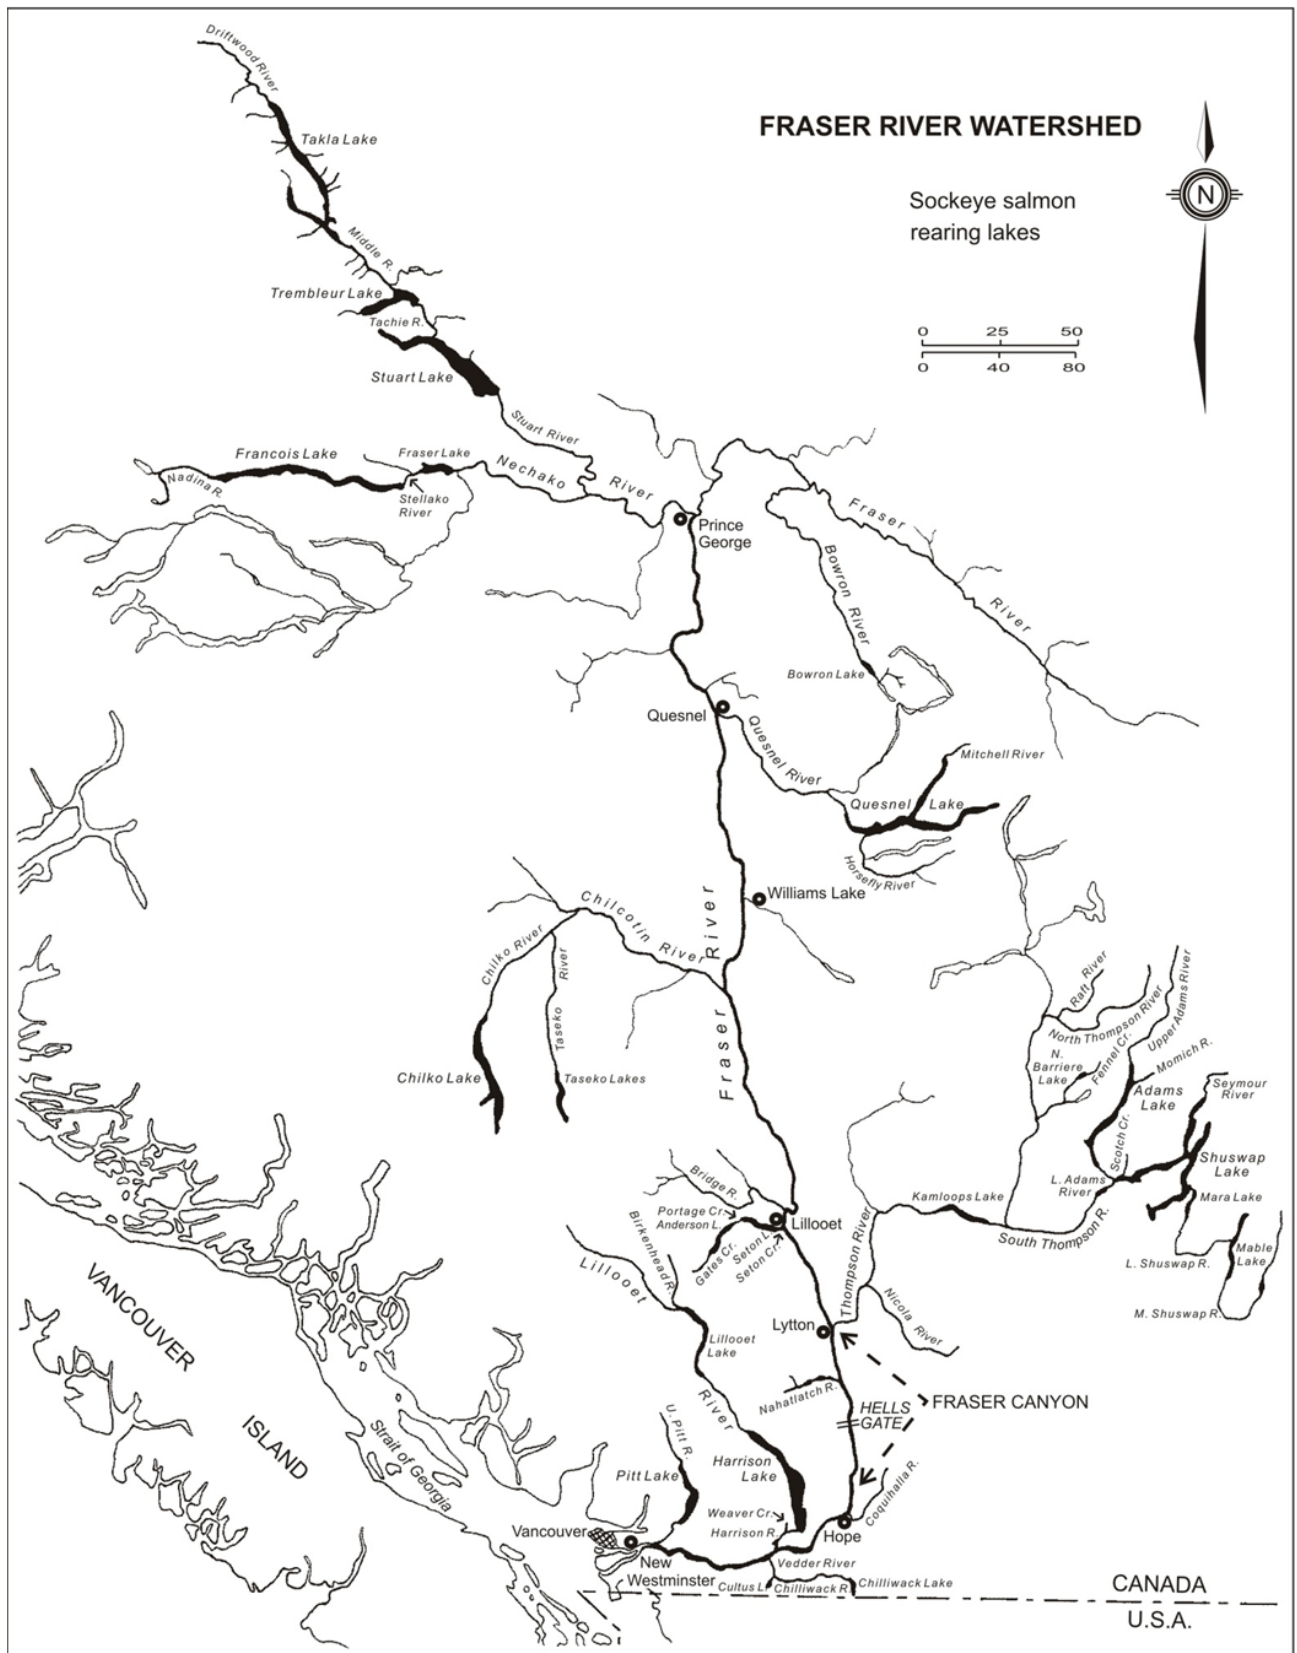 Driftwood River
FRASER RIVER WATERSHED
Takla Lake
N
Sockeye salmon
rearing lakes
Middle R.
Trembleur Lake
Tachie R.
0 25 50
0 40 80
Stuart Lake
Stuart River
Francois Lake
Fraser Lake
Nechako River
Nadina R.
Stellako
River
Fraser River
Prince
George
Bowron River
Bowron Lake
Quesnel
Quesnel River
Mitchell River
Quesnel Lake
Horsefly River
Williams Lake
Chilcotin River
Fraser River
Chilko River
Taseko River
Raft River
North Thompson River
Upper Adams River
N.
Barriere
Lake
Fennel Cr.
Momich R.
Chilko Lake
Taseko Lakes
Adams
Lake
Seymour
River
Scotch Cr.
Shuswap
Lake
Bridge R.
L. Adams
River
Mara Lake
Kamloops Lake
Portage Cr.
Anderson L.
Lillooet
Birkenhead R.
Gates Cr.
Seton L.
Seton Cr.
Thompson River
South Thompson R.
L. Shuswap R.
Mable
Lake
Lillooet River
M. Shuswap R.
Nicola River
VANCOUVER ISLAND
Lytton
Lillooet
Lake
Nahatlatch R.
FRASER CANYON
HELLS
GATE
U. Pitt R.
Strait of Georgia
Harrison
Lake
Pitt Lake
Coquihalla R.
Weaver Cr.
Harrison R.
Hope
Vancouver
New
Westminster
Vedder River
Cultus L.
Chilliwack R.
Chilliwack Lake
CANADA
U.S.A.